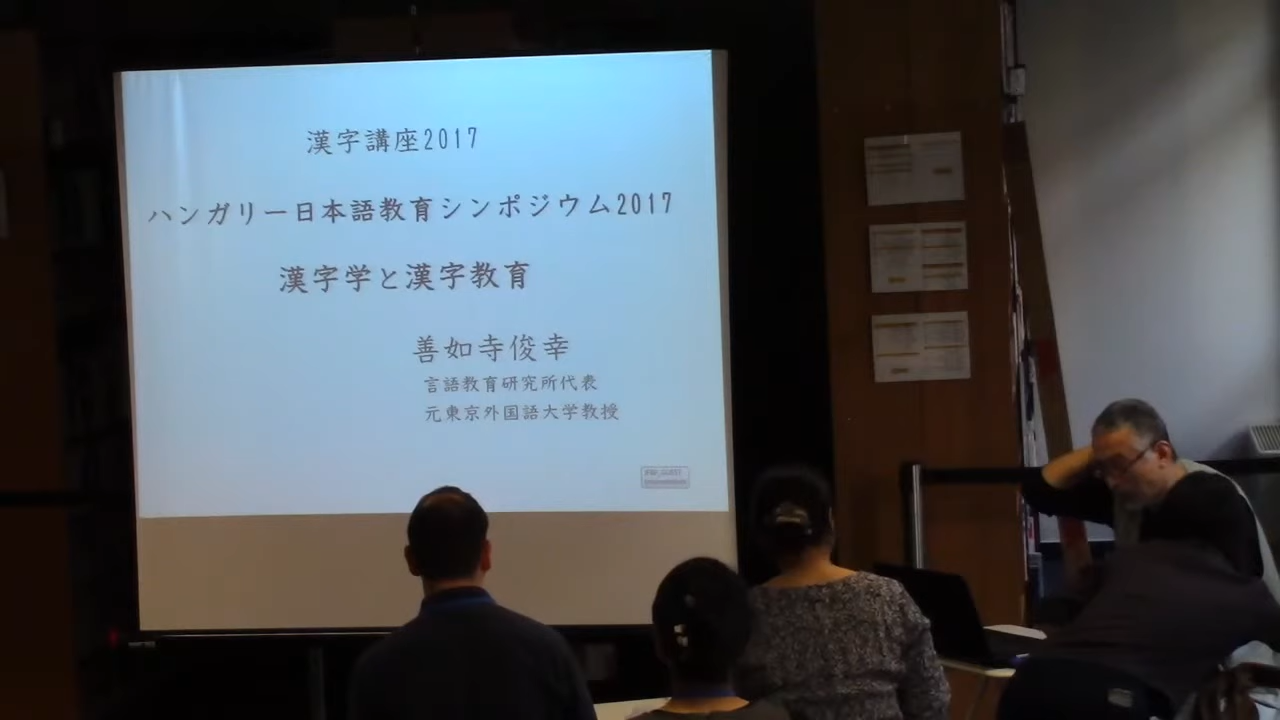 漢字講座2017
ハンガリー日本語教育シンポジウム2017
漢字学と漢字教育
善如寺俊幸
言語教育研究所代表
元東京外国語大学教授